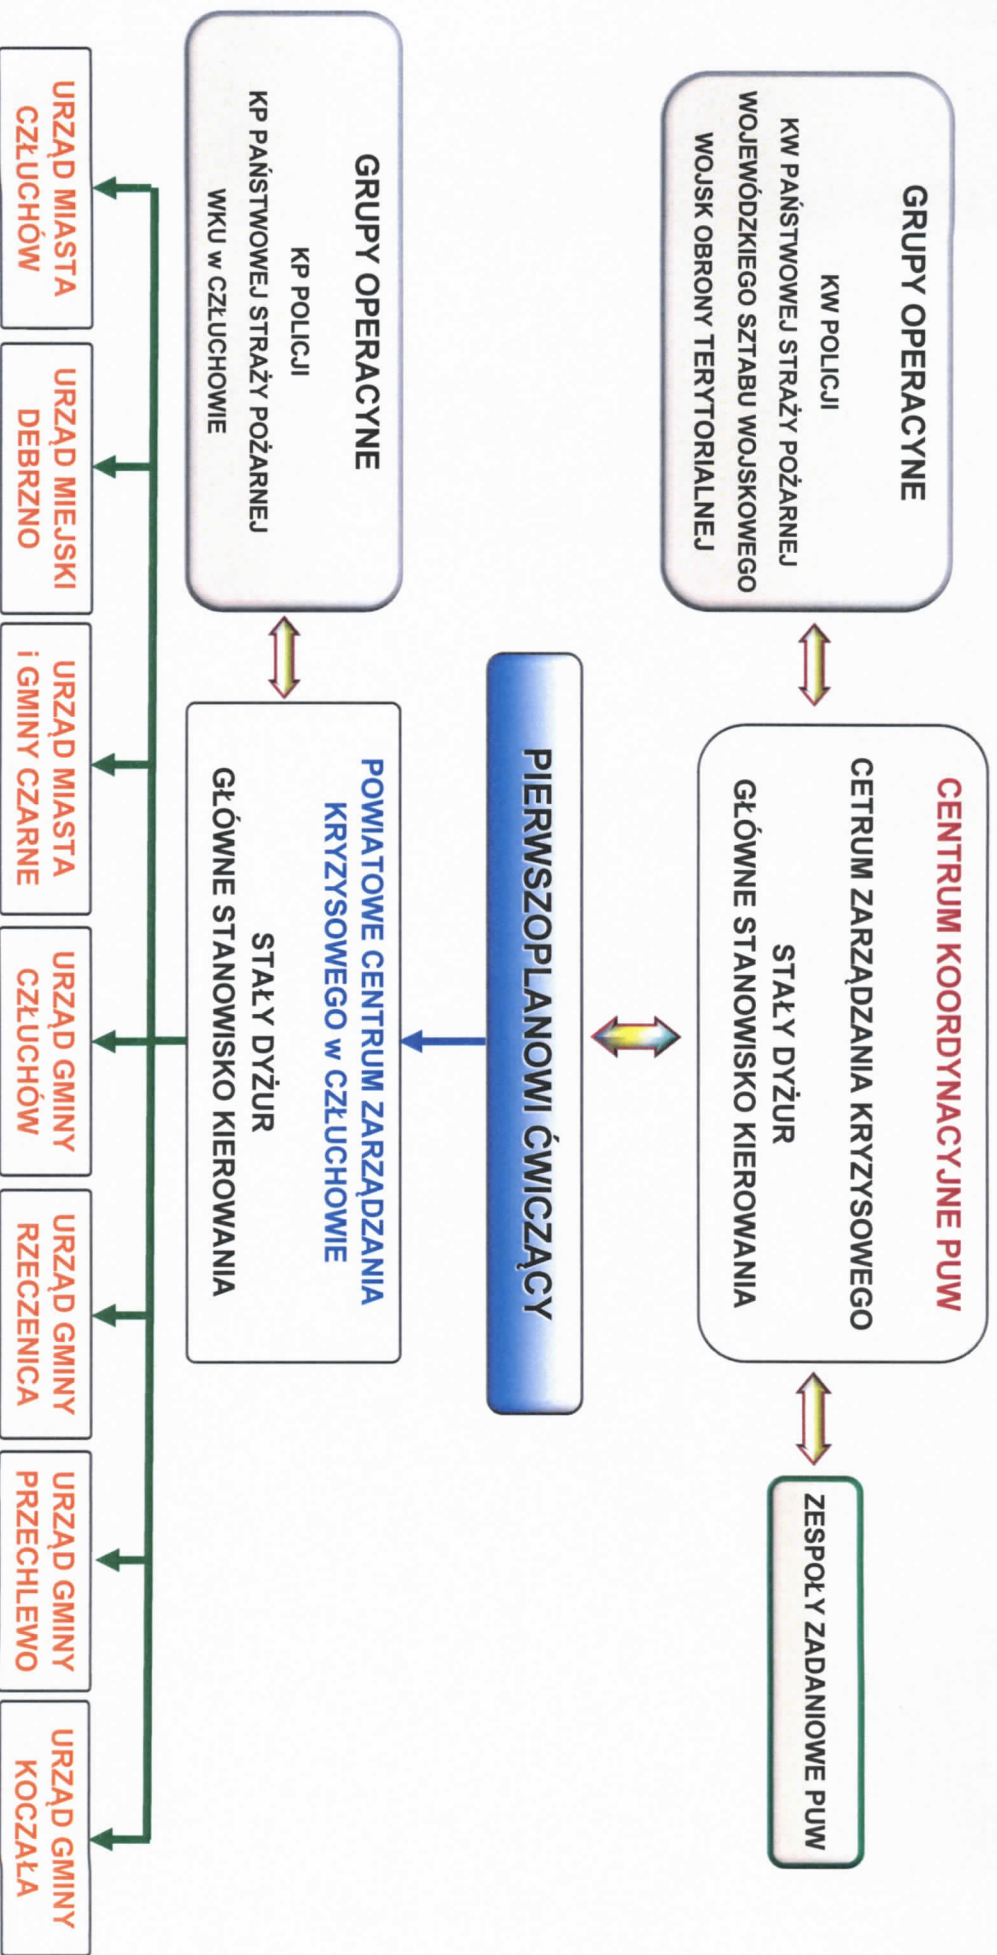 GRUPY OPERACYNE
KW POLICJI
KW PAŃSTWOWEJ STRAŻY POŻARNEJ
WOJEWÓDZKIEGO SZTABU WOJSKOWEGO
WOJSK OBRONY TERYTORIALNEJ
CENTRUM KOORDYNACYJNE PUW
CETRUM ZARZĄDZANIA KRYZYSOWEGO
STAŁY DYŻUR
GŁÓWNE STANOWISKO KIEROWANIA
ZESPOŁY ZADANIOWE PUW
PIERWSZOPLANOWI ĆWICZĄCY
GRUPY OPERACYNE
KP POLICJI
KP PAŃSTWOWEJ STRAŻY POŻARNEJ
WKU w CZŁUCHOWIE
POWIATOWE CENTRUM ZARZĄDZANIA
KRYZYSOWEGO w CZŁUCHOWIE
STAŁY DYŻUR
GŁÓWNE STANOWISKO KIEROWANIA
URZĄD MIASTA
CZŁUCHÓW
URZĄD MIEJSKI
DEBRZNO
URZĄD MIASTA
i GMINY CZARNE
URZĄD GMINY
CZŁUCHÓW
URZĄD GMINY
RZECZENICA
URZĄD GMINY
PRZECHLEWO
URZĄD GMINY
KOCZAŁA